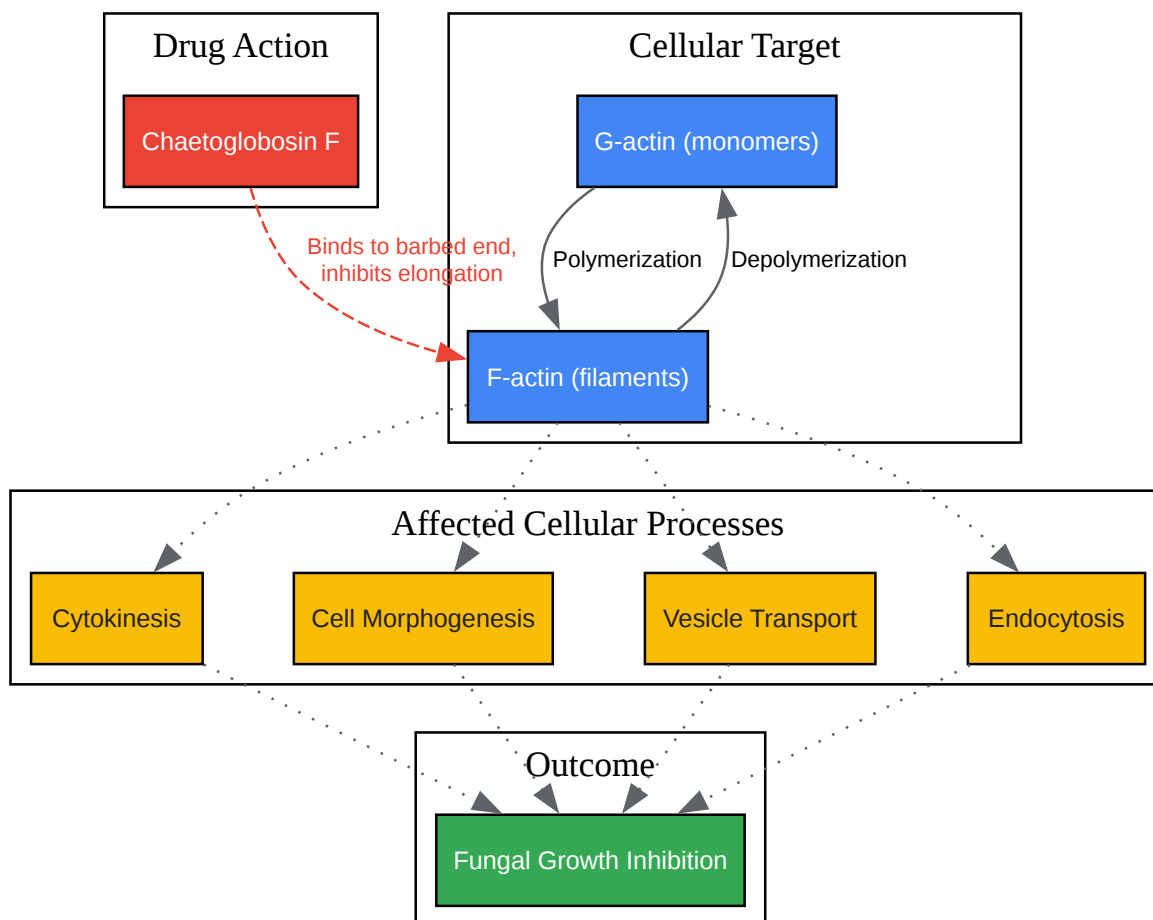 Drug Action
Cellular Target
Chaetoglobosin F
G-actin (monomers)
Binds to barbed end,
inhibits elongation
Polymerization
Depolymerization
F-actin (filaments)
Affected Cellular Processes
Cytokinesis
Cell Morphogenesis
Vesicle Transport
Endocytosis
Outcome
Fungal Growth Inhibition